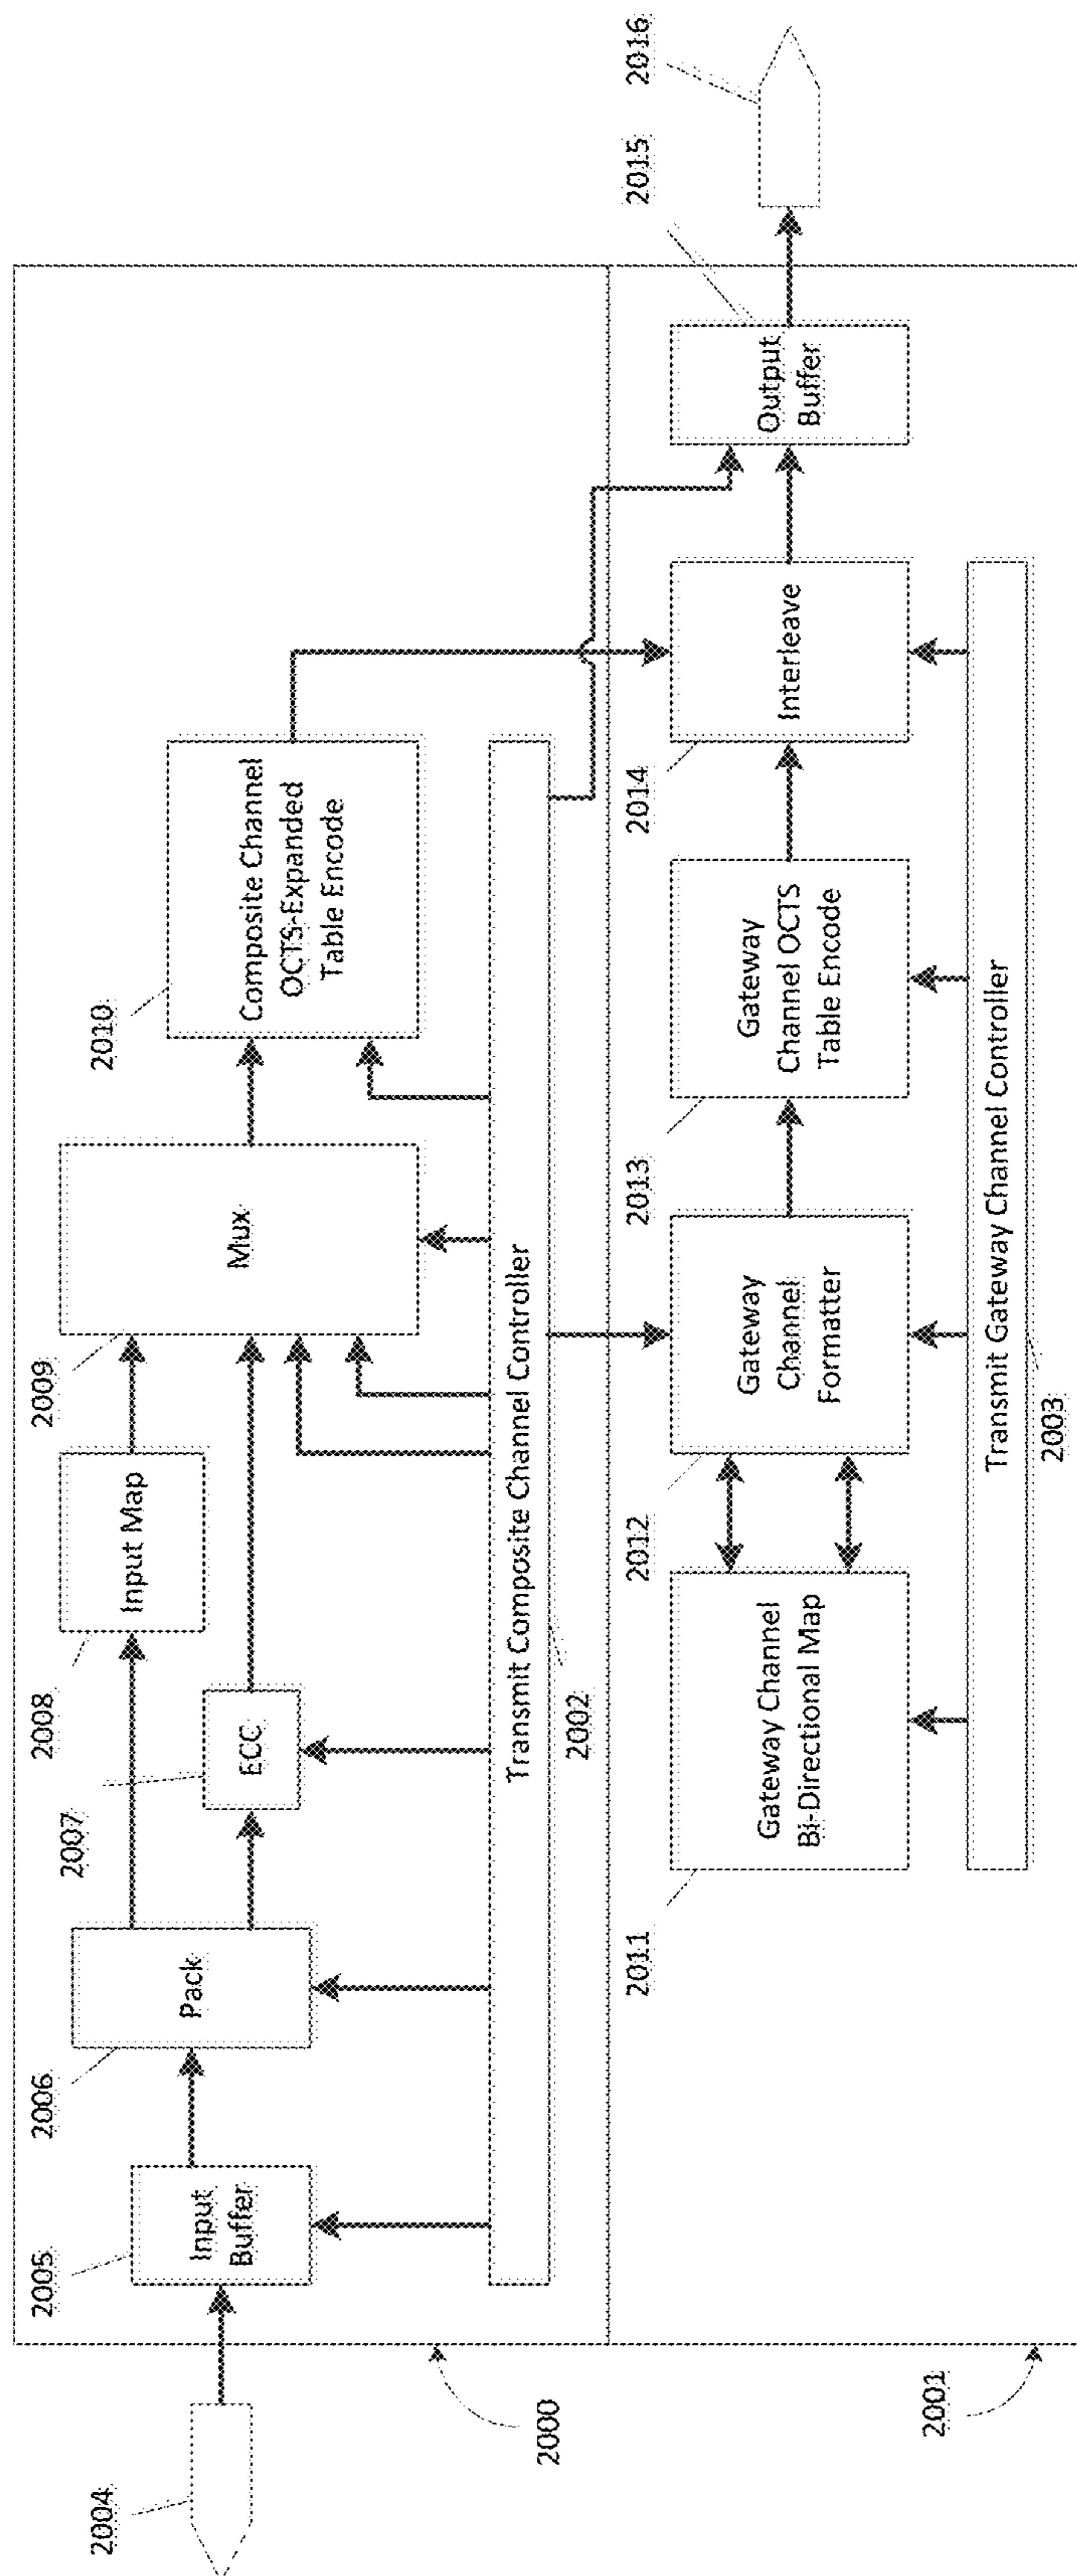 2004
2005
Input
Buffer
2006
Pack
2007
ECC
2008
Input Map
2009
Mux
2010
Composite Channel
OCTS-Expanded
Table Encode
Transmit Composite Channel Controller
2002
2000
2001
2011
Gateway Channel
Bi-Directional Map
2012
Gateway
Channel
Formatter
2013
Gateway
Channel OCTS
Table Encode
2014
Interleave
Output
Buffer
2015
2016
Transmit Gateway Channel Controller
2003